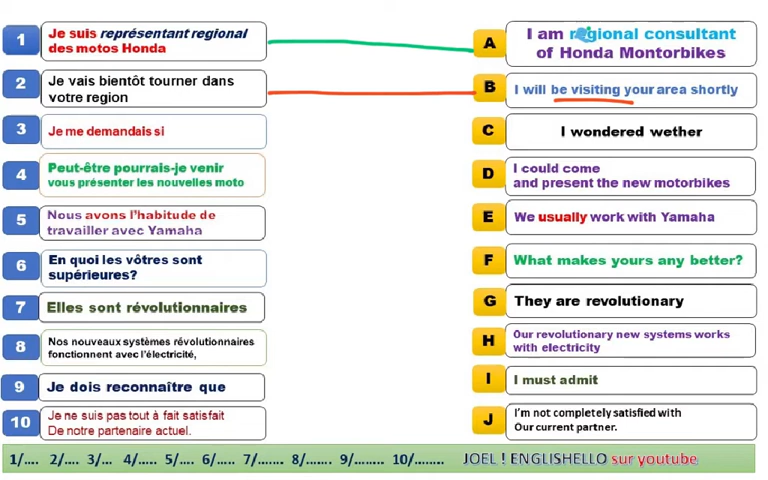 1 Je suis représentant regional
des motos Honda
A I am regional consultant
of Honda Montorbikes
2 Je vais bientôt tourner dans
votre region
B I will be visiting your area shortly
3 Je me demandais si
C I wondered wether
4 Peut-être pourrais-je venir
vous présenter les nouvelles moto
D I could come
and present the new motorbikes
5 Nous avons l'habitude de
travailler avec Yamaha
E We usually work with Yamaha
6 En quoi les vôtres sont
supérieures?
F What makes yours any better?
7 Elles sont révolutionnaires
G They are revolutionary
8 Nos nouveaux systèmes révolutionnaires
fonctionnent avec l'électricité,
H Our revolutionary new systems works
with electricity
9 Je dois reconnaître que
I I must admit
10 Je ne suis pas tout à fait satisfait
De notre partenaire actuel.
J I'm not completely satisfied with
Our current partner.
1/.... 2/.... 3/... 4/..... 5/.... 6/..... 7/....... 8/....... 9/........ 10/........ JOEL ! ENGLISHELLO sur youtube